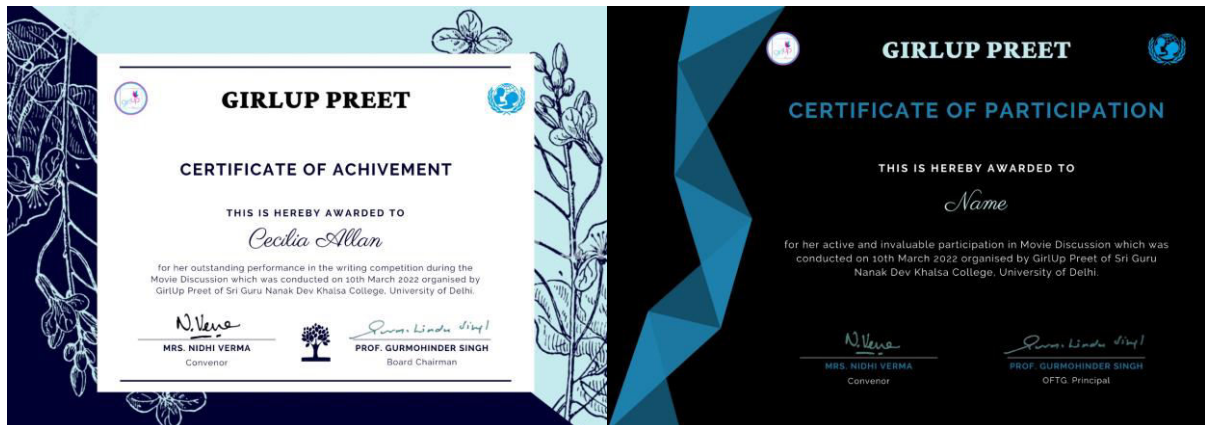 GIRLUP PREET
CERTIFICATE OF ACHIVEMENT
THIS IS HEREBY AWARDED TO
Cecilia Allan
for her outstanding performance in the writing competition during the
Movie Discussion which was conducted on 10th March 2022 organised by
GirlUp Preet of Sri Guru Nanak Dev Khalsa College, University of Delhi.
N.Verma
MRS. NIDHI VERMA
Convenor
PROF. GURMOHINDER SINGH
Board Chairman
GIRLUP PREET
CERTIFICATE OF PARTICIPATION
THIS IS HEREBY AWARDED TO
Name
for her active and invaluable participation in Movie Discussion which was
conducted on 10th March 2022 organised by GirlUp Preet of Sri Guru
Nanak Dev Khalsa College, University of Delhi.
N.Verma
MRS. NIDHI VERMA
Convenor
PROF. GURMOHINDER SINGH
OFTG. Principal